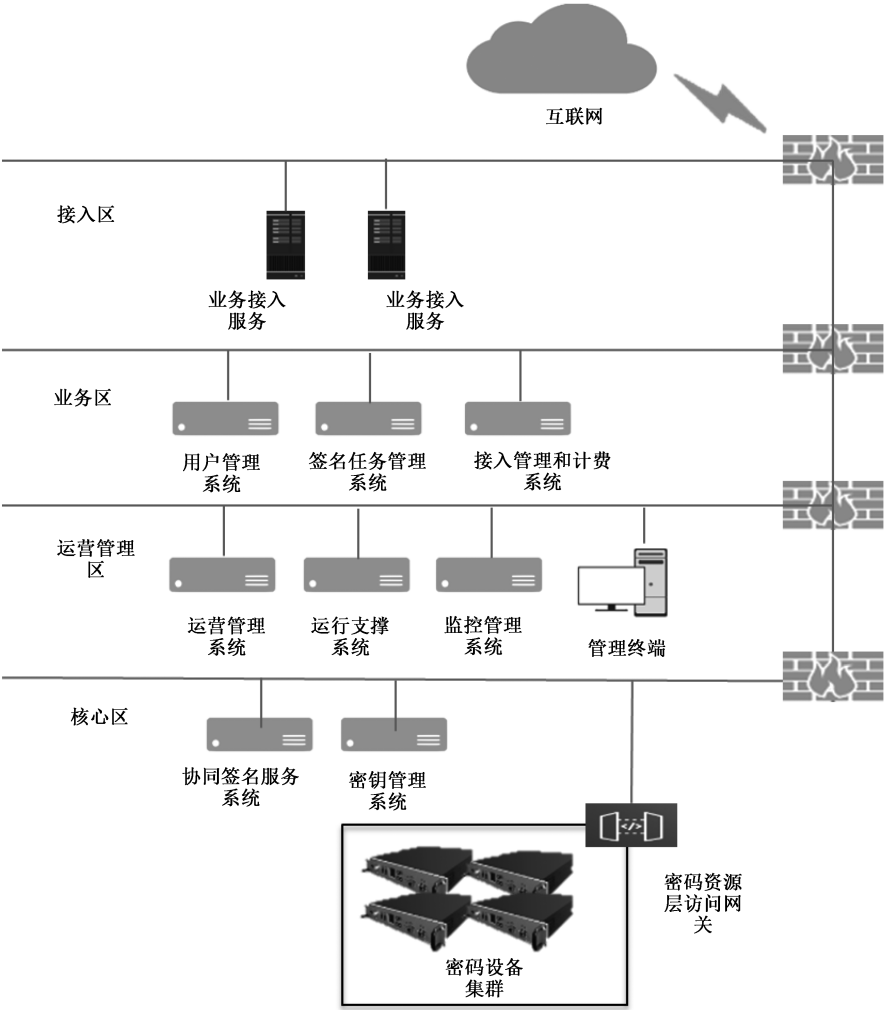 互联网
接入区
业务接入
服务
业务接入
服务
业务区
用户管理
系统
签名任务管理
系统
接入管理和计费
系统
运营管理
区
运营管理
系统
运行支撑
系统
监控管理
系统
管理终端
核心区
协同签名服务
系统
密钥管理
系统
</>
密码资源
层访问网
关
密码设备
集群